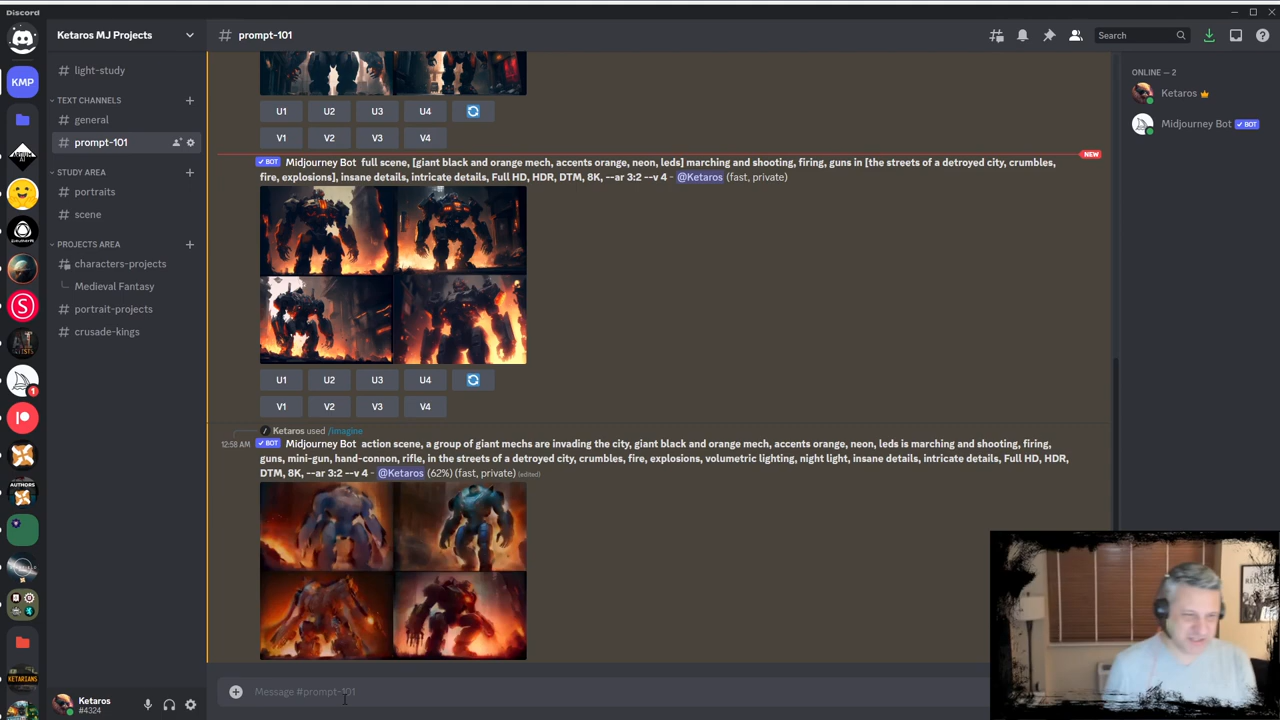 Discord
Ketaros MJ Projects
# prompt-101
Search
KMP
# light-study
TEXT CHANNELS
# general
# prompt-101
STUDY AREA
# portraits
# scene
PROJECTS AREA
characters-projects
Medieval Fantasy
# portrait-projects
# crusade-kings
U1 U2 U3 U4
V1 V2 V3 V4
NEW
BOT Midjourney Bot full scene, [giant black and orange mech, accents orange, neon, leds] marching and shooting, firing, guns in [the streets of a detroyed city, crumbles,
fire, explosions], insane details, intricate details, Full HD, HDR, DTM, 8K, --ar 3:2 --v 4 - @Ketaros (fast, private)
U1 U2 U3 U4
V1 V2 V3 V4
Ketaros used /imagine
12:58 AM BOT Midjourney Bot action scene, a group of giant mechs are invading the city, giant black and orange mech, accents orange, neon, leds is marching and shooting, firing,
guns, mini-gun, hand-connon, rifle, in the streets of a detroyed city, crumbles, fire, explosions, volumetric lighting, night light, insane details, intricate details, Full HD, HDR,
DTM, 8K, --ar 3:2 --v 4 - @Ketaros (62%) (fast, private) (edited)
Message #prompt-101
ONLINE — 2
Ketaros
Midjourney Bot BOT
S
1
AUTHORS
KETARIANS
Ketaros
#4324